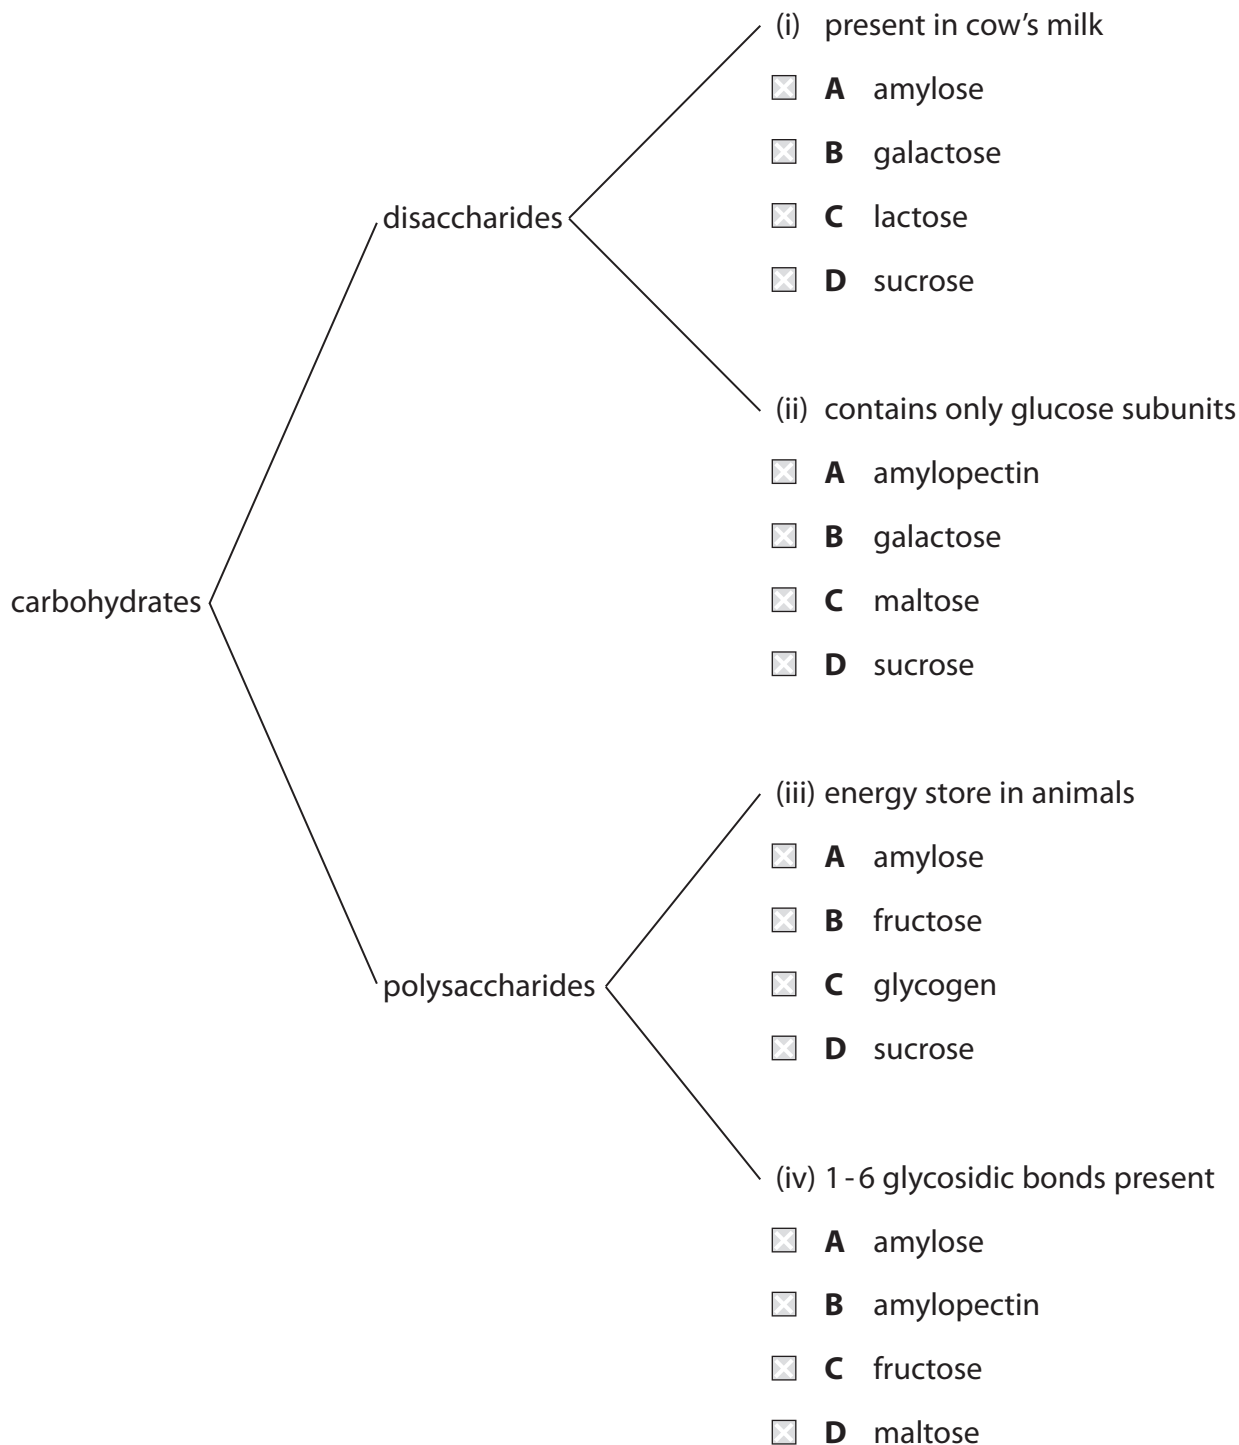 (i) present in cow's milk
A amylose
B galactose
C lactose
D sucrose
disaccharides
(ii) contains only glucose subunits
A amylopectin
B galactose
C maltose
D sucrose
carbohydrates
(iii) energy store in animals
A amylose
B fructose
C glycogen
D sucrose
polysaccharides
(iv) 1-6 glycosidic bonds present
A amylose
B amylopectin
C fructose
D maltose